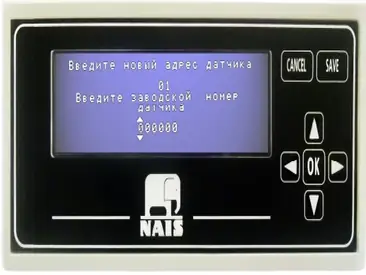 Введите новый адрес датчика
01
Введите заводской номер
датчика
000000
CANCEL SAVE
OK
NAIS